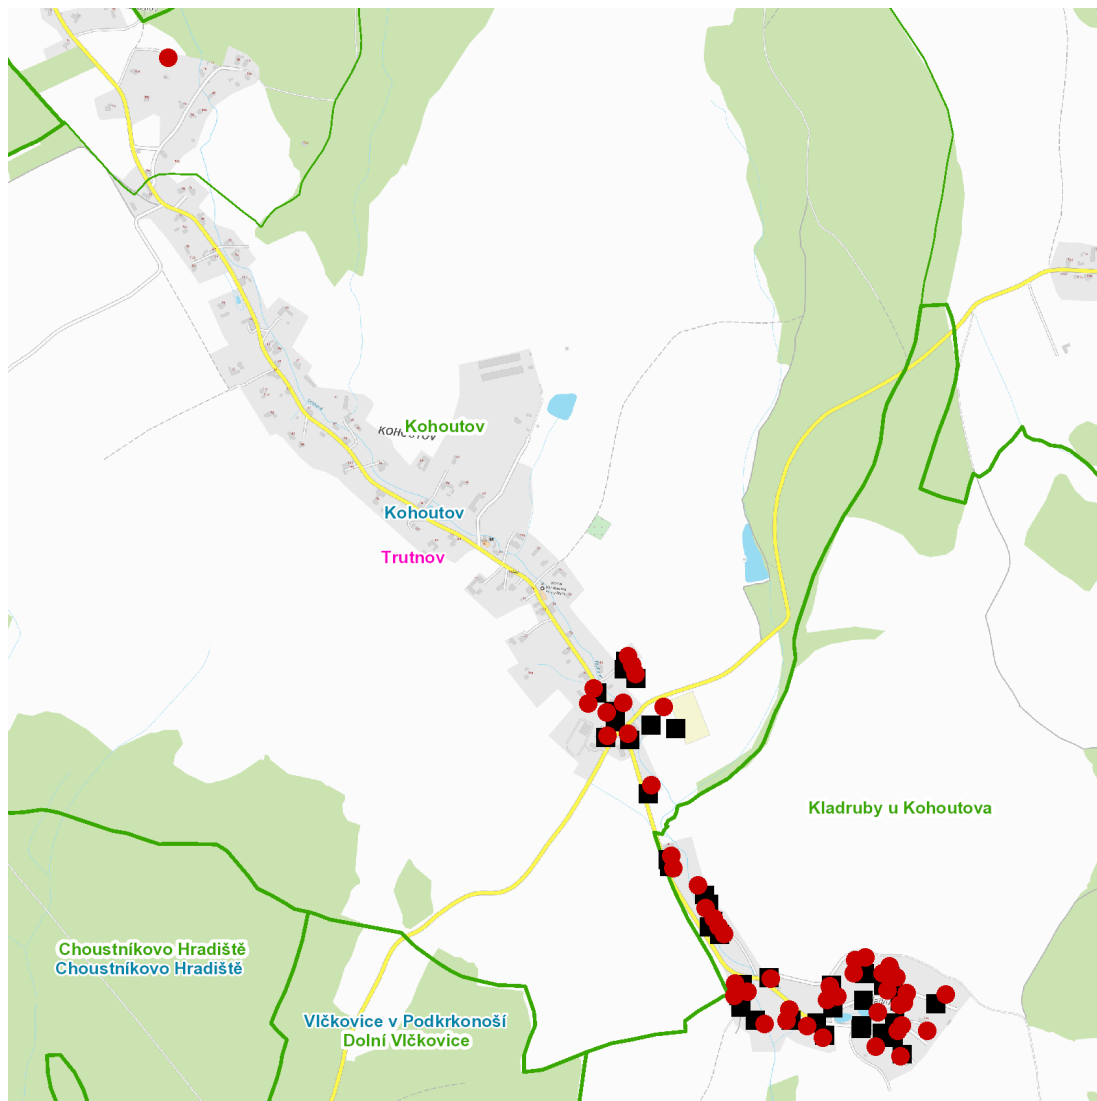 Kohoutov
KOHOUTOV
Kohoutov
Trutnov
Kladruby u Kohoutova
Choustníkovo Hradiště
Choustníkovo Hradiště
Vlčkovice v Podkrkonoší
Dolní Vlčkovice